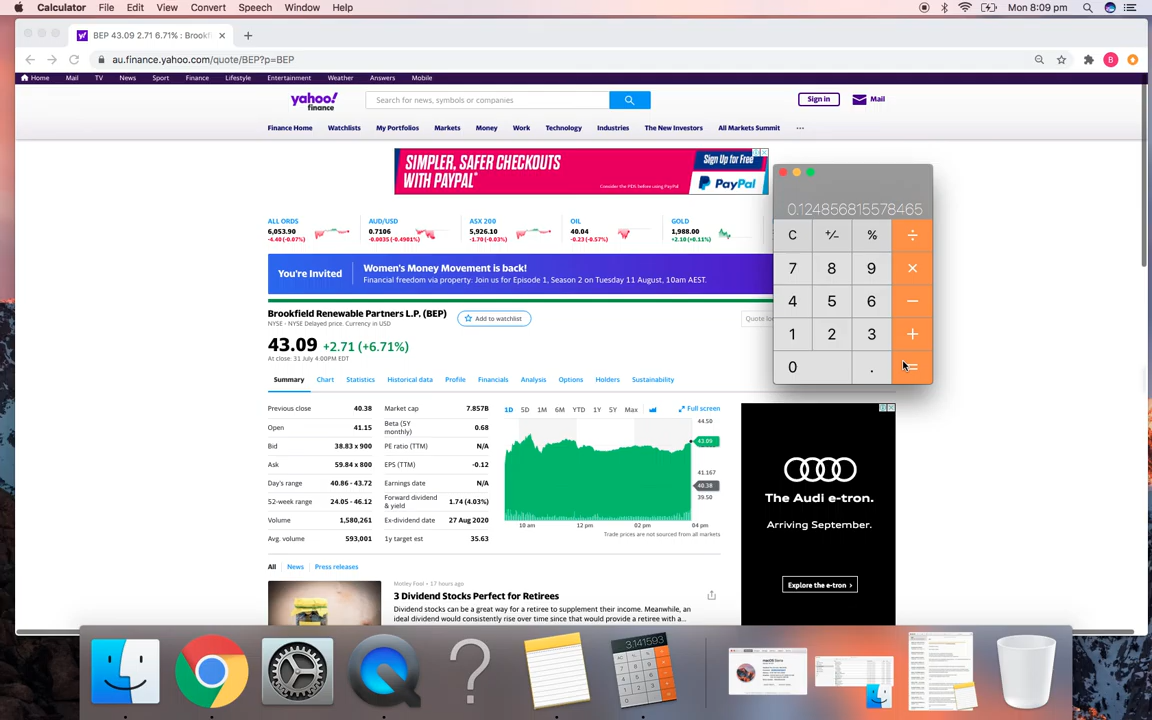 Calculator File Edit View Convert Speech Window Help Mon 8:09 pm
BEP 43.09 2.71 6.71% : Brookf
au.finance.yahoo.com/quote/BEP?p=BEP B
Home Mail TV News Sport Finance Lifestyle Entertainment Weather Answers Mobile
yahoo! finance Search for news, symbols or companies Sign in Mail
Finance Home Watchlists My Portfolios Markets Money Work Technology Industries The New Investors All Markets Summit ...
SIMPLER, SAFER CHECKOUTS
WITH PAYPAL*
Consider the PDS before using PayPal
Sign Up for Free
PayPal
0.124856815578465
C +/- % ÷
7 8 9 ×
4 5 6 −
1 2 3 +
0 . =
ALL ORDS AUD/USD ASX 200 OIL GOLD
6,053.90 0.7106 5,926.10 40.04 1,988.00
-4.40 (-0.07%) -0.0035 (-0.4901%) -1.70 (-0.03%) -0.23 (-0.57%) +2.10 (+0.11%)
You're Invited
Women's Money Movement is back!
Financial freedom via property: Join us for Episode 1, Season 2 on Tuesday 11 August, 10am AEST.
Brookfield Renewable Partners L.P. (BEP) Add to watchlist
NYSE - NYSE Delayed price. Currency in USD
Quote
43.09 +2.71 (+6.71%)
At close: 31 July 4:00PM EDT
Summary Chart Statistics Historical data Profile Financials Analysis Options Holders Sustainability
Previous close 40.38 Market cap 7.857B
Open 41.15 Beta (5Y monthly) 0.68
Bid 38.83 x 900 PE ratio (TTM) N/A
Ask 59.84 x 800 EPS (TTM) -0.12
Day's range 40.86 - 43.72 Earnings date N/A
52-week range 24.05 - 46.12 Forward dividend & yield 1.74 (4.03%)
Volume 1,580,261 Ex-dividend date 27 Aug 2020
Avg. volume 593,001 1y target est 35.63
1D 5D 1M 6M YTD 1Y 5Y Max Full screen
44.50
43.09
41.167
40.38
39.50
10 am 12 pm 02 pm 04 pm
Trade prices are not sourced from all markets
The Audi e-tron.
Arriving September.
Explore the e-tron ›
All News Press releases
Motley Fool • 17 hours ago
3 Dividend Stocks Perfect for Retirees
Dividend stocks can be a great way for a retiree to supplement their income. Meanwhile, an
ideal dividend would consistently rise over time since that would provide a retiree with a...
3.141593